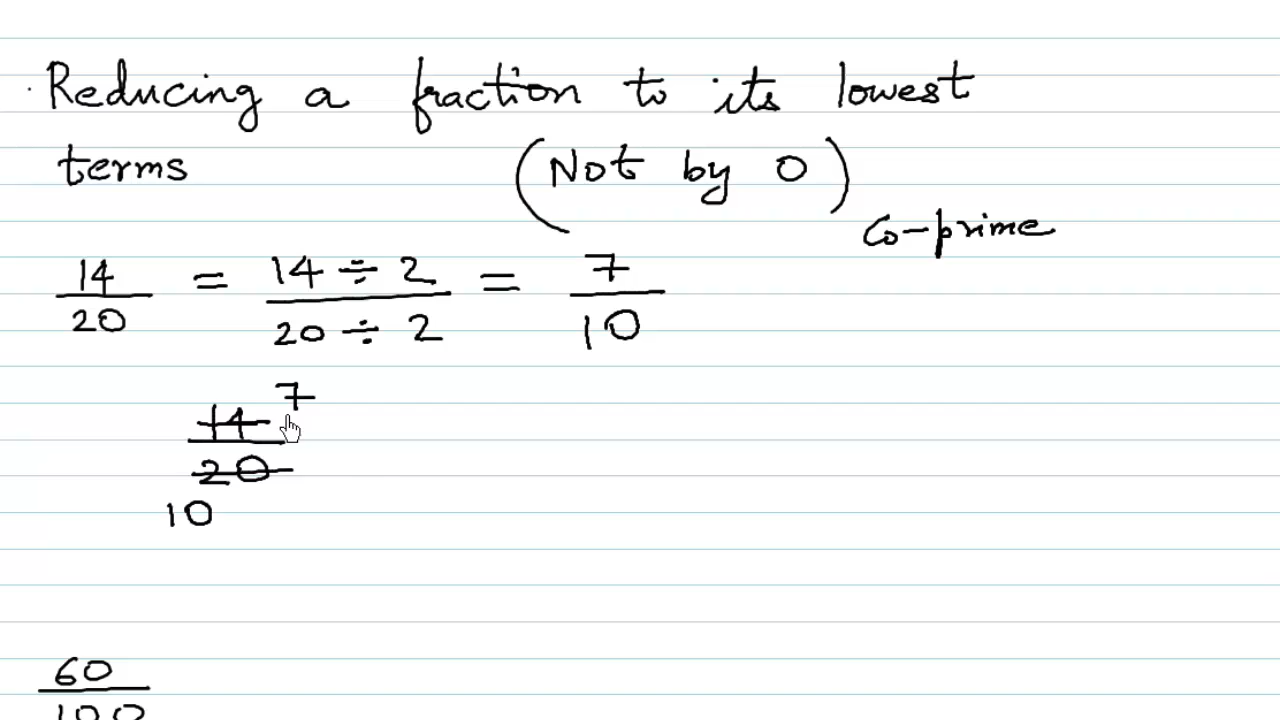 Reducing a fraction to its lowest
terms (Not by 0)
Co-prime
14/20 = 14 ÷ 2/20 ÷ 2 = 7/10
7
14/20
10
60/100